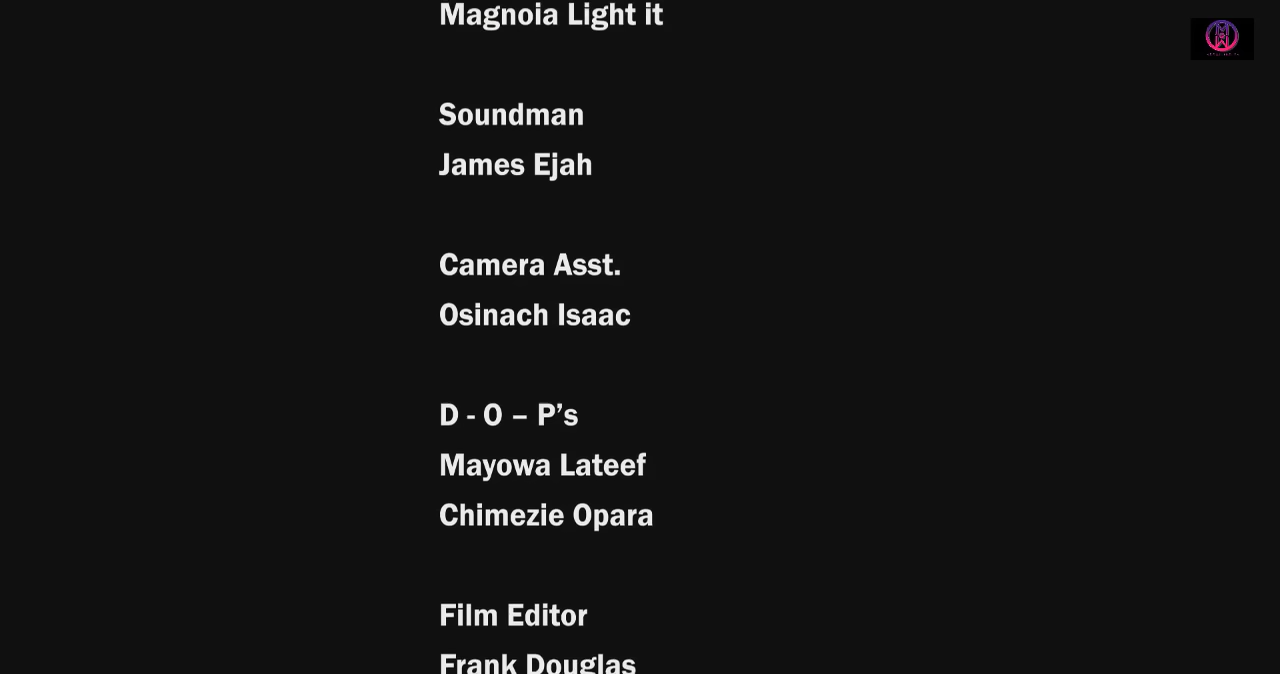 Magnoia Light it
Soundman
James Ejah
Camera Asst.
Osinach Isaac
D - O – P’s
Mayowa Lateef
Chimezie Opara
Film Editor
Frank Douglas